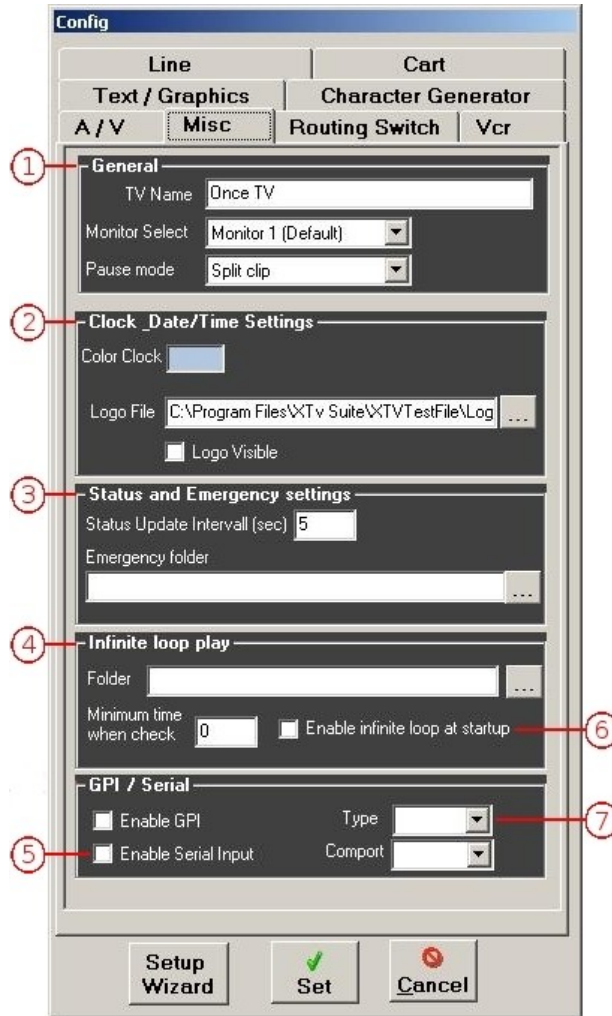 Config
Line Cart
Text / Graphics Character Generator
A / V Misc Routing Switch Vcr
1 General
TV Name Once TV
Monitor Select Monitor 1 (Default)
Pause mode Split clip
2 Clock _Date/Time Settings
Color Clock
Logo File C:\Program Files\XTv Suite\XTVTestFile\Log ...
Logo Visible
3 Status and Emergency settings
Status Update Intervall (sec) 5
Emergency folder
...
4 Infinite loop play
Folder ...
Minimum time
when check 0 Enable infinite loop at startup 6
GPI / Serial
Enable GPI Type 7
5 Enable Serial Input Comport
Setup
Wizard Set Cancel